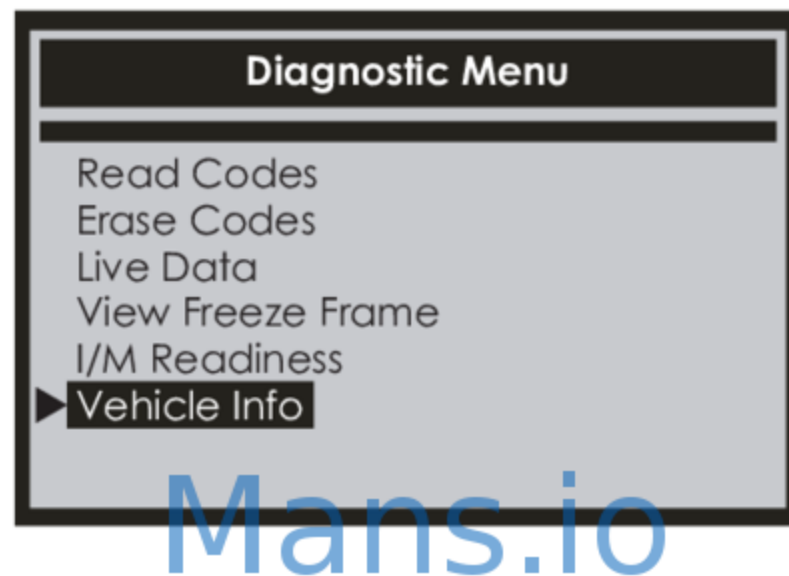 Diagnostic Menu
Read Codes
Erase Codes
Live Data
View Freeze Frame
I/M Readiness
Vehicle Info
Mans.io